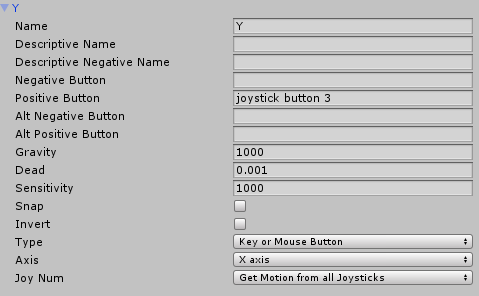 Y
Name Y
Descriptive Name
Descriptive Negative Name
Negative Button
Positive Button joystick button 3
Alt Negative Button
Alt Positive Button
Gravity 1000
Dead 0.001
Sensitivity 1000
Snap
Invert
Type Key or Mouse Button
Axis X axis
Joy Num Get Motion from all Joysticks